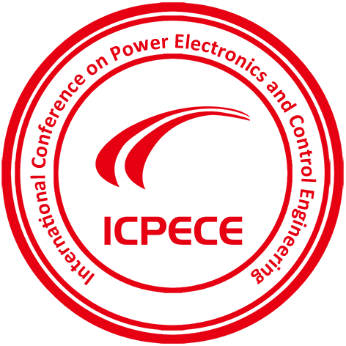 International Conference on Power Electronics and Control Engineering
ICPECE